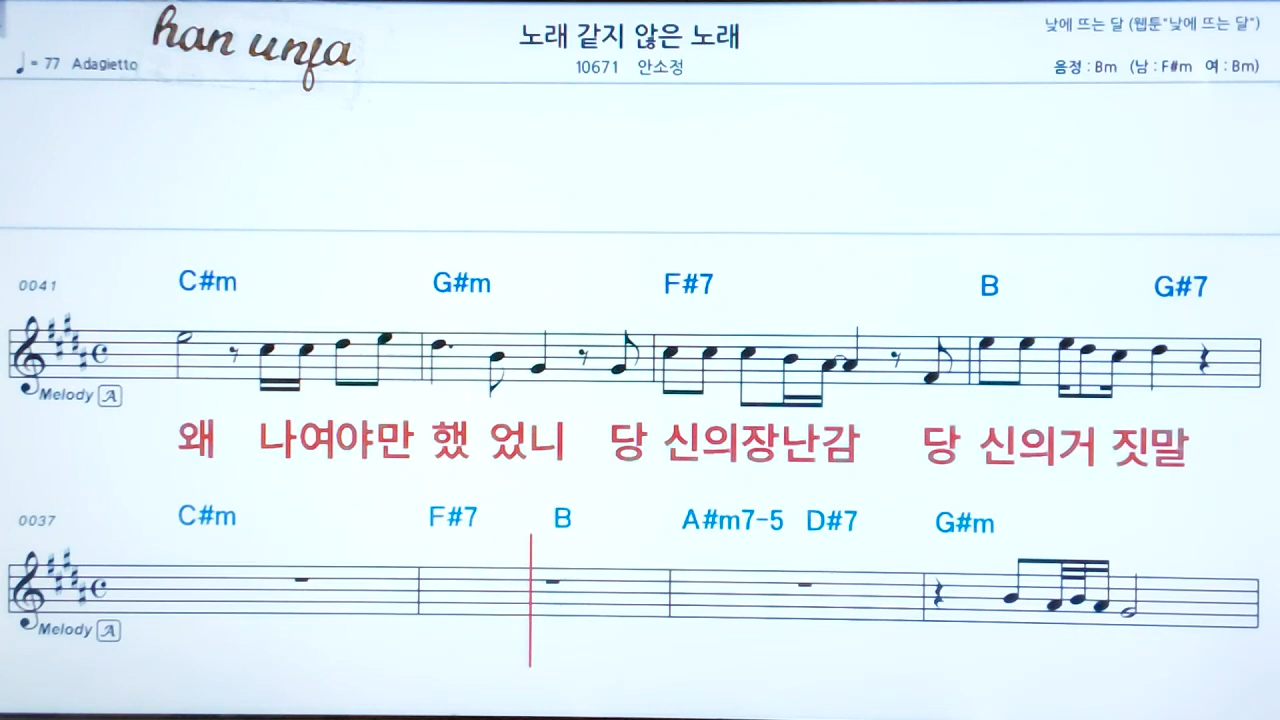 han unfa
노래 같지 않은 노래
낮에 뜨는 달 (웹툰"낮에 뜨는 달")
♩= 77 Adagietto
10671 안소정
음정 : Bm (남 : F#m 여 : Bm)
0041 C#m G#m F#7 B G#7
Melody A
왜 나여야만 했 었니 당 신의장난감 당 신의거 짓말
0037 C#m F#7 B A#m7-5 D#7 G#m
Melody A